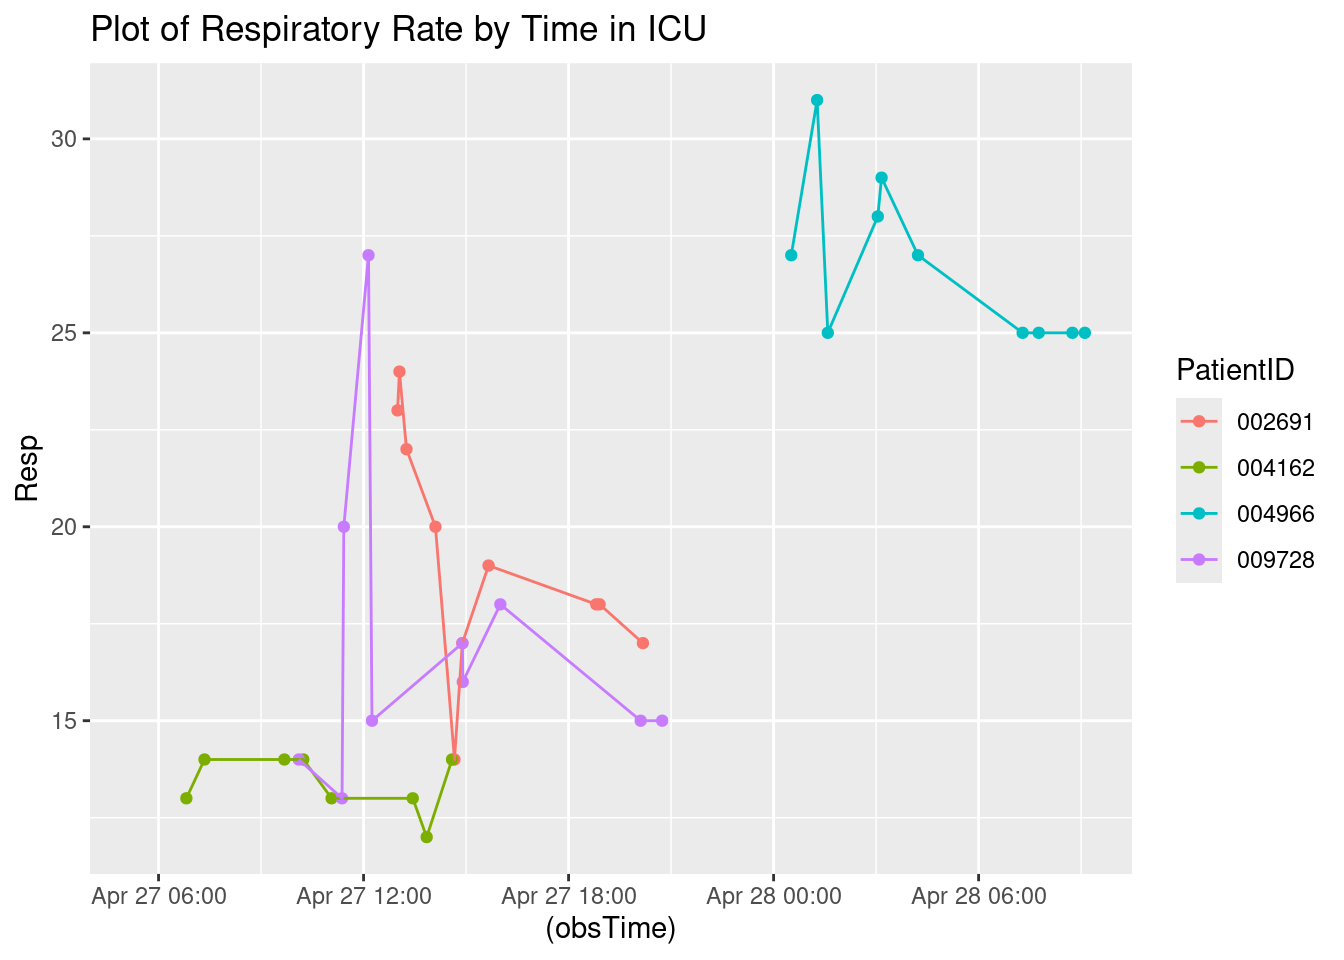 Plot of Respiratory Rate by Time in ICU
30
25
20
15
Resp
Apr 27 06:00 Apr 27 12:00 Apr 27 18:00 Apr 28 00:00 Apr 28 06:00
(obsTime)
PatientID
002691
004162
004966
009728